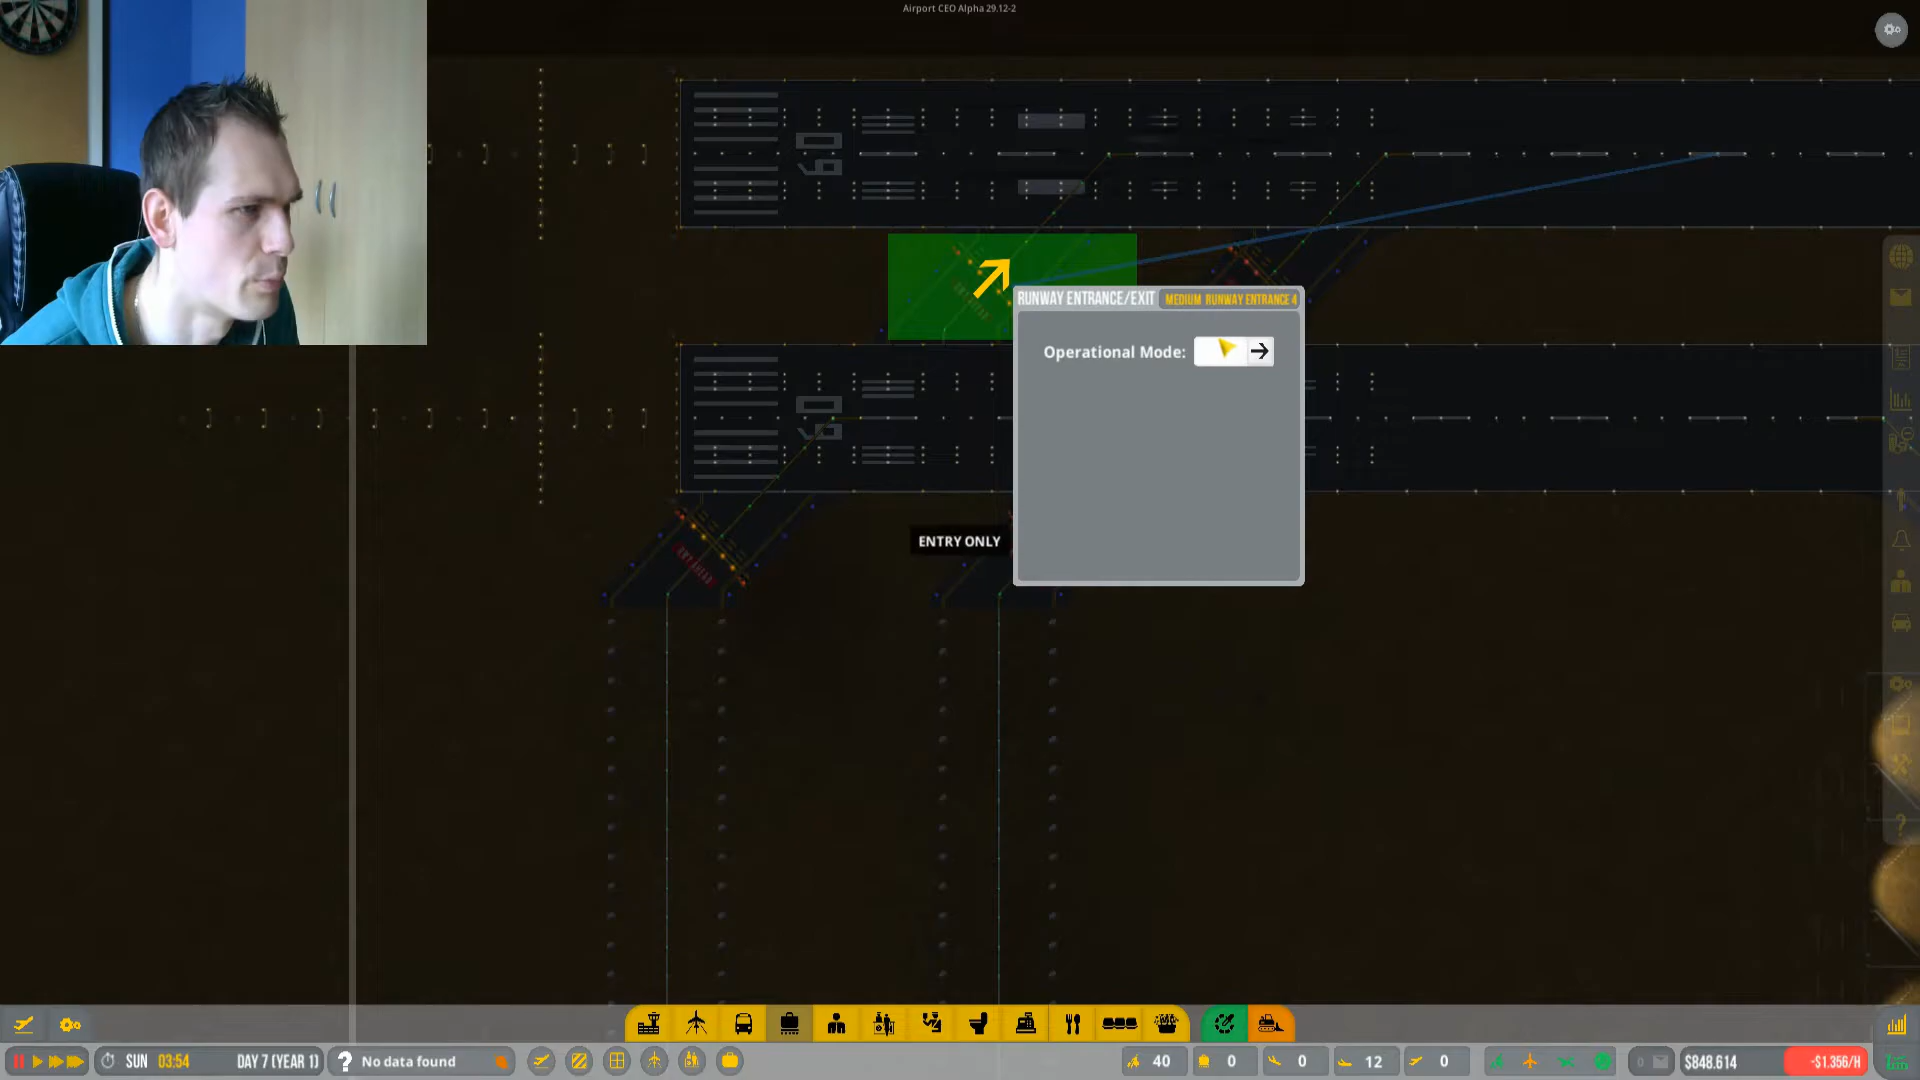 Airport CEO Alpha 29.12-2
RUNWAY ENTRANCE/EXIT
MEDIUM RUNWAY ENTRANCE 4
Operational Mode:
ENTRY ONLY
SUN 03:54 DAY 7 (YEAR 1)
? No data found
40
0
0
12
0
0
$848.614
-$1.356/H